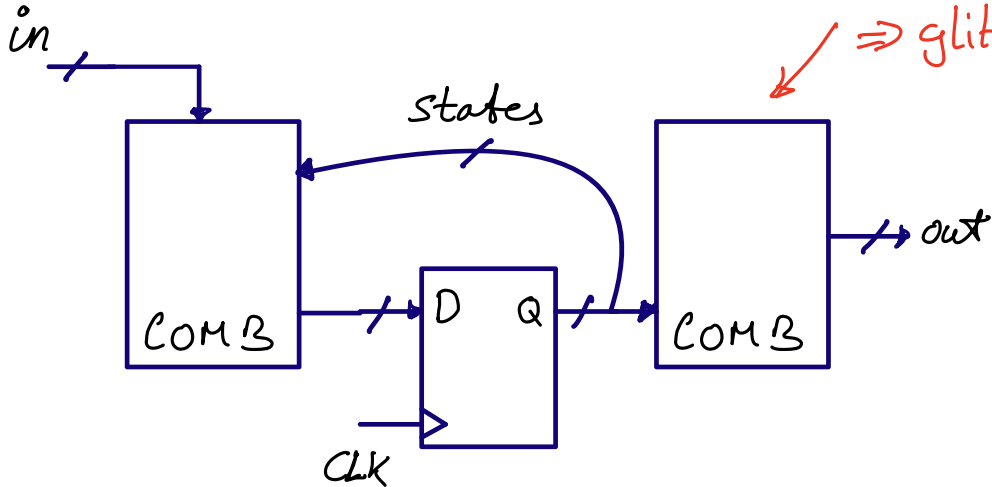 in
⇒ glit
states
out
D Q
COMB
COMB
CLK